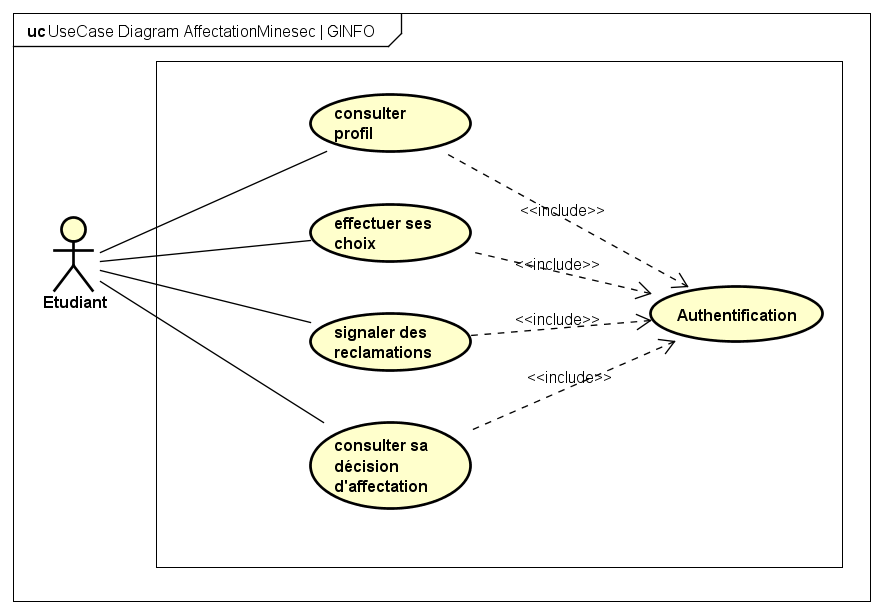 uc UseCase Diagram AffectationMinesec | GINFO
consulter
profil
<<include>>
effectuer ses
choix
<<include>>
Etudiant
Authentification
signaler des
reclamations
<<include>>
<<include>>
consulter sa
décision
d'affectation